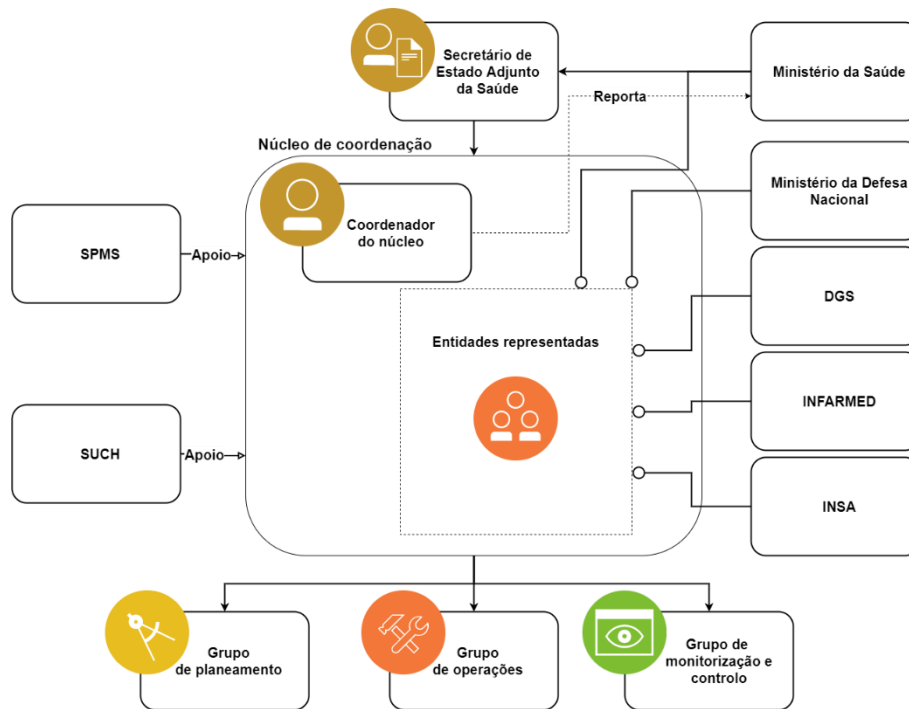 Secretário de
Estado Adjunto
da Saúde
Ministério da Saúde
Reporta
Núcleo de coordenação
Ministério da Defesa
Nacional
Coordenador
do núcleo
SPMS
Apoio
DGS
Entidades representadas
INFARMED
SUCH
Apoio
INSA
Grupo
de planeamento
Grupo
de operações
Grupo de
monitorização e
controlo